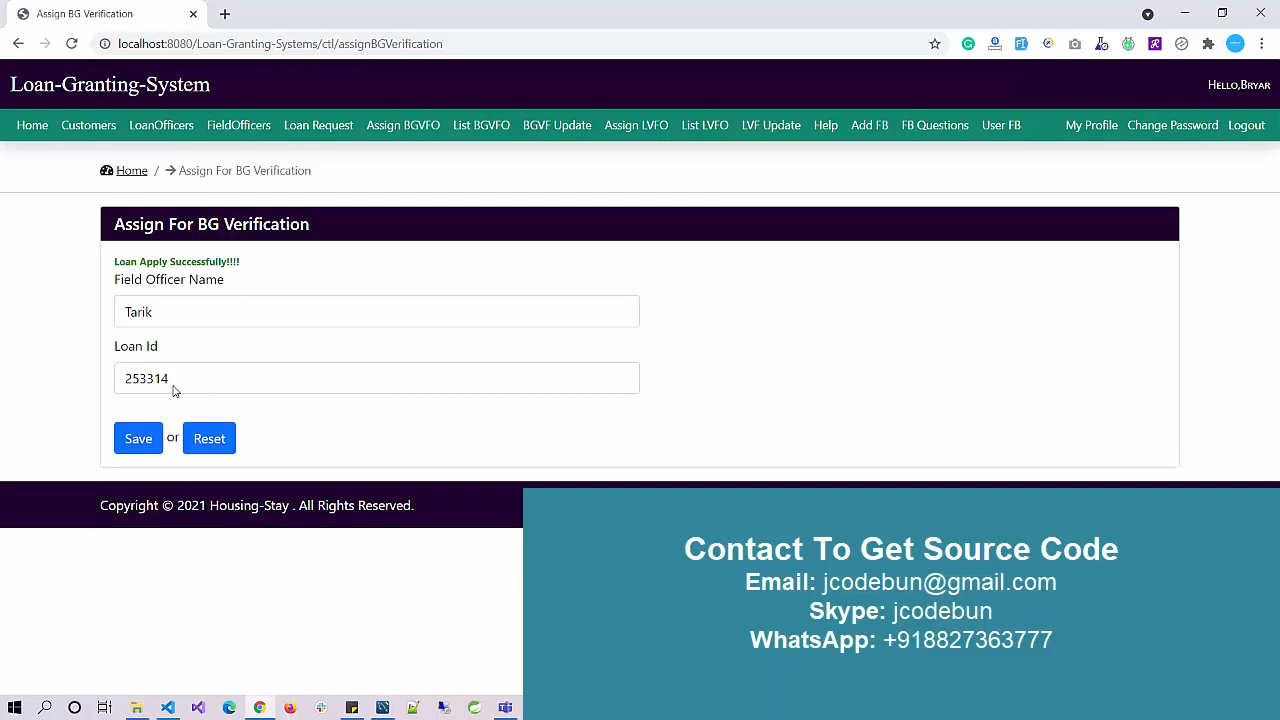 Assign BG Verification
localhost:8080/Loan-Granting-Systems/ctl/assignBGVerification
Loan-Granting-System
Hello,Bryar
Home Customers LoanOfficers FieldOfficers Loan Request Assign BGVFO List BGVFO BGVF Update Assign LVFO List LVFO LVF Update Help Add FB FB Questions User FB My Profile Change Password Logout
Home / Assign For BG Verification
Assign For BG Verification
Loan Apply Successfully!!!!
Field Officer Name
Tarik
Loan Id
253314
Save or Reset
Copyright © 2021 Housing-Stay . All Rights Reserved.
Contact To Get Source Code
Email: jcodebun@gmail.com
Skype: jcodebun
WhatsApp: +918827363777